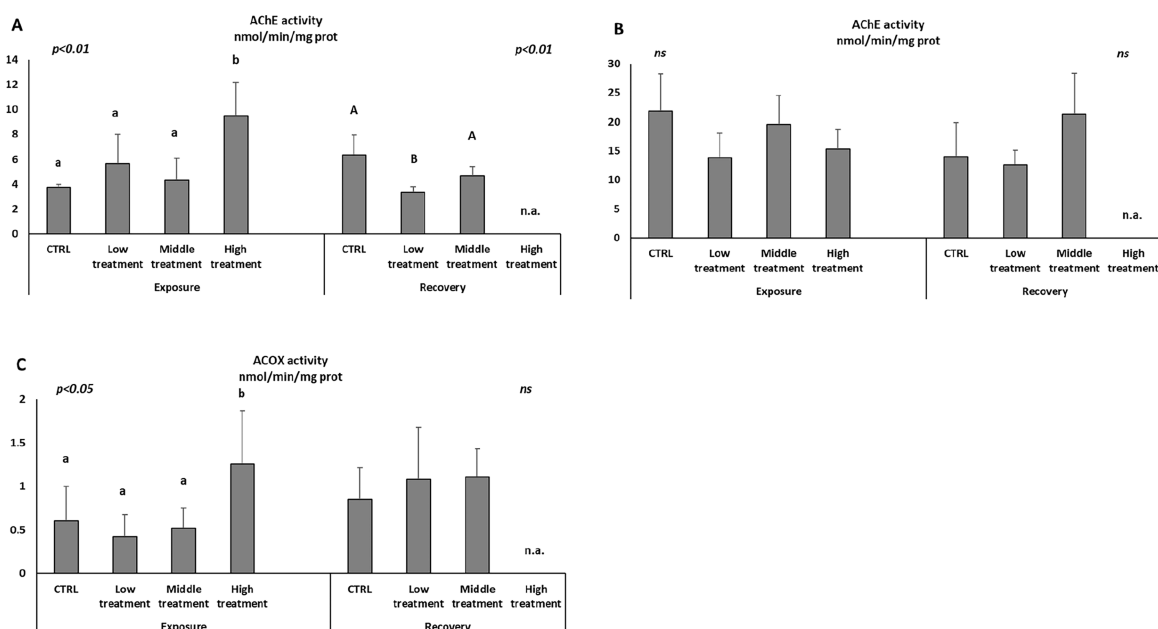 A
AChE activity
nmol/min/mg prot
p<0.01
p<0.01
14
12
10
8
6
4
2
0
a
a
a
b
A
B
A
n.a.
CTRL
Low treatment
Middle treatment
High treatment
CTRL
Low treatment
Middle treatment
High treatment
Exposure
Recovery
B
AChE activity
nmol/min/mg prot
ns
ns
30
25
20
15
10
5
0
n.a.
CTRL
Low treatment
Middle treatment
High treatment
CTRL
Low treatment
Middle treatment
High treatment
Exposure
Recovery
C
ACOX activity
nmol/min/mg prot
p<0.05
ns
2
1.5
1
0.5
0
a
a
a
b
n.a.
CTRL
Low treatment
Middle treatment
High treatment
CTRL
Low treatment
Middle treatment
High treatment
Exposure
Recovery